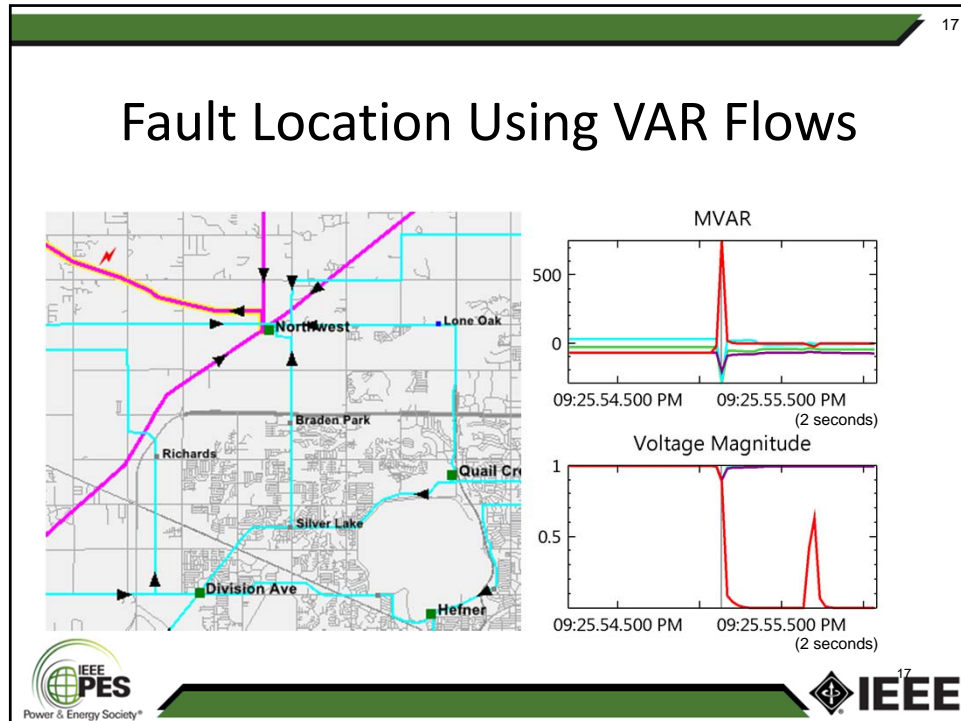 17
Fault Location Using VAR Flows
Northwest
Lone Oak
Braden Park
Richards
Quail Cr
Silver Lake
Division Ave
Hefner
MVAR
500
0
09:25.54.500 PM 09:25.55.500 PM
(2 seconds)
Voltage Magnitude
1
0.5
09:25.54.500 PM 09:25.55.500 PM
(2 seconds)
IEEE
PES
Power & Energy Society®
17
IEEE